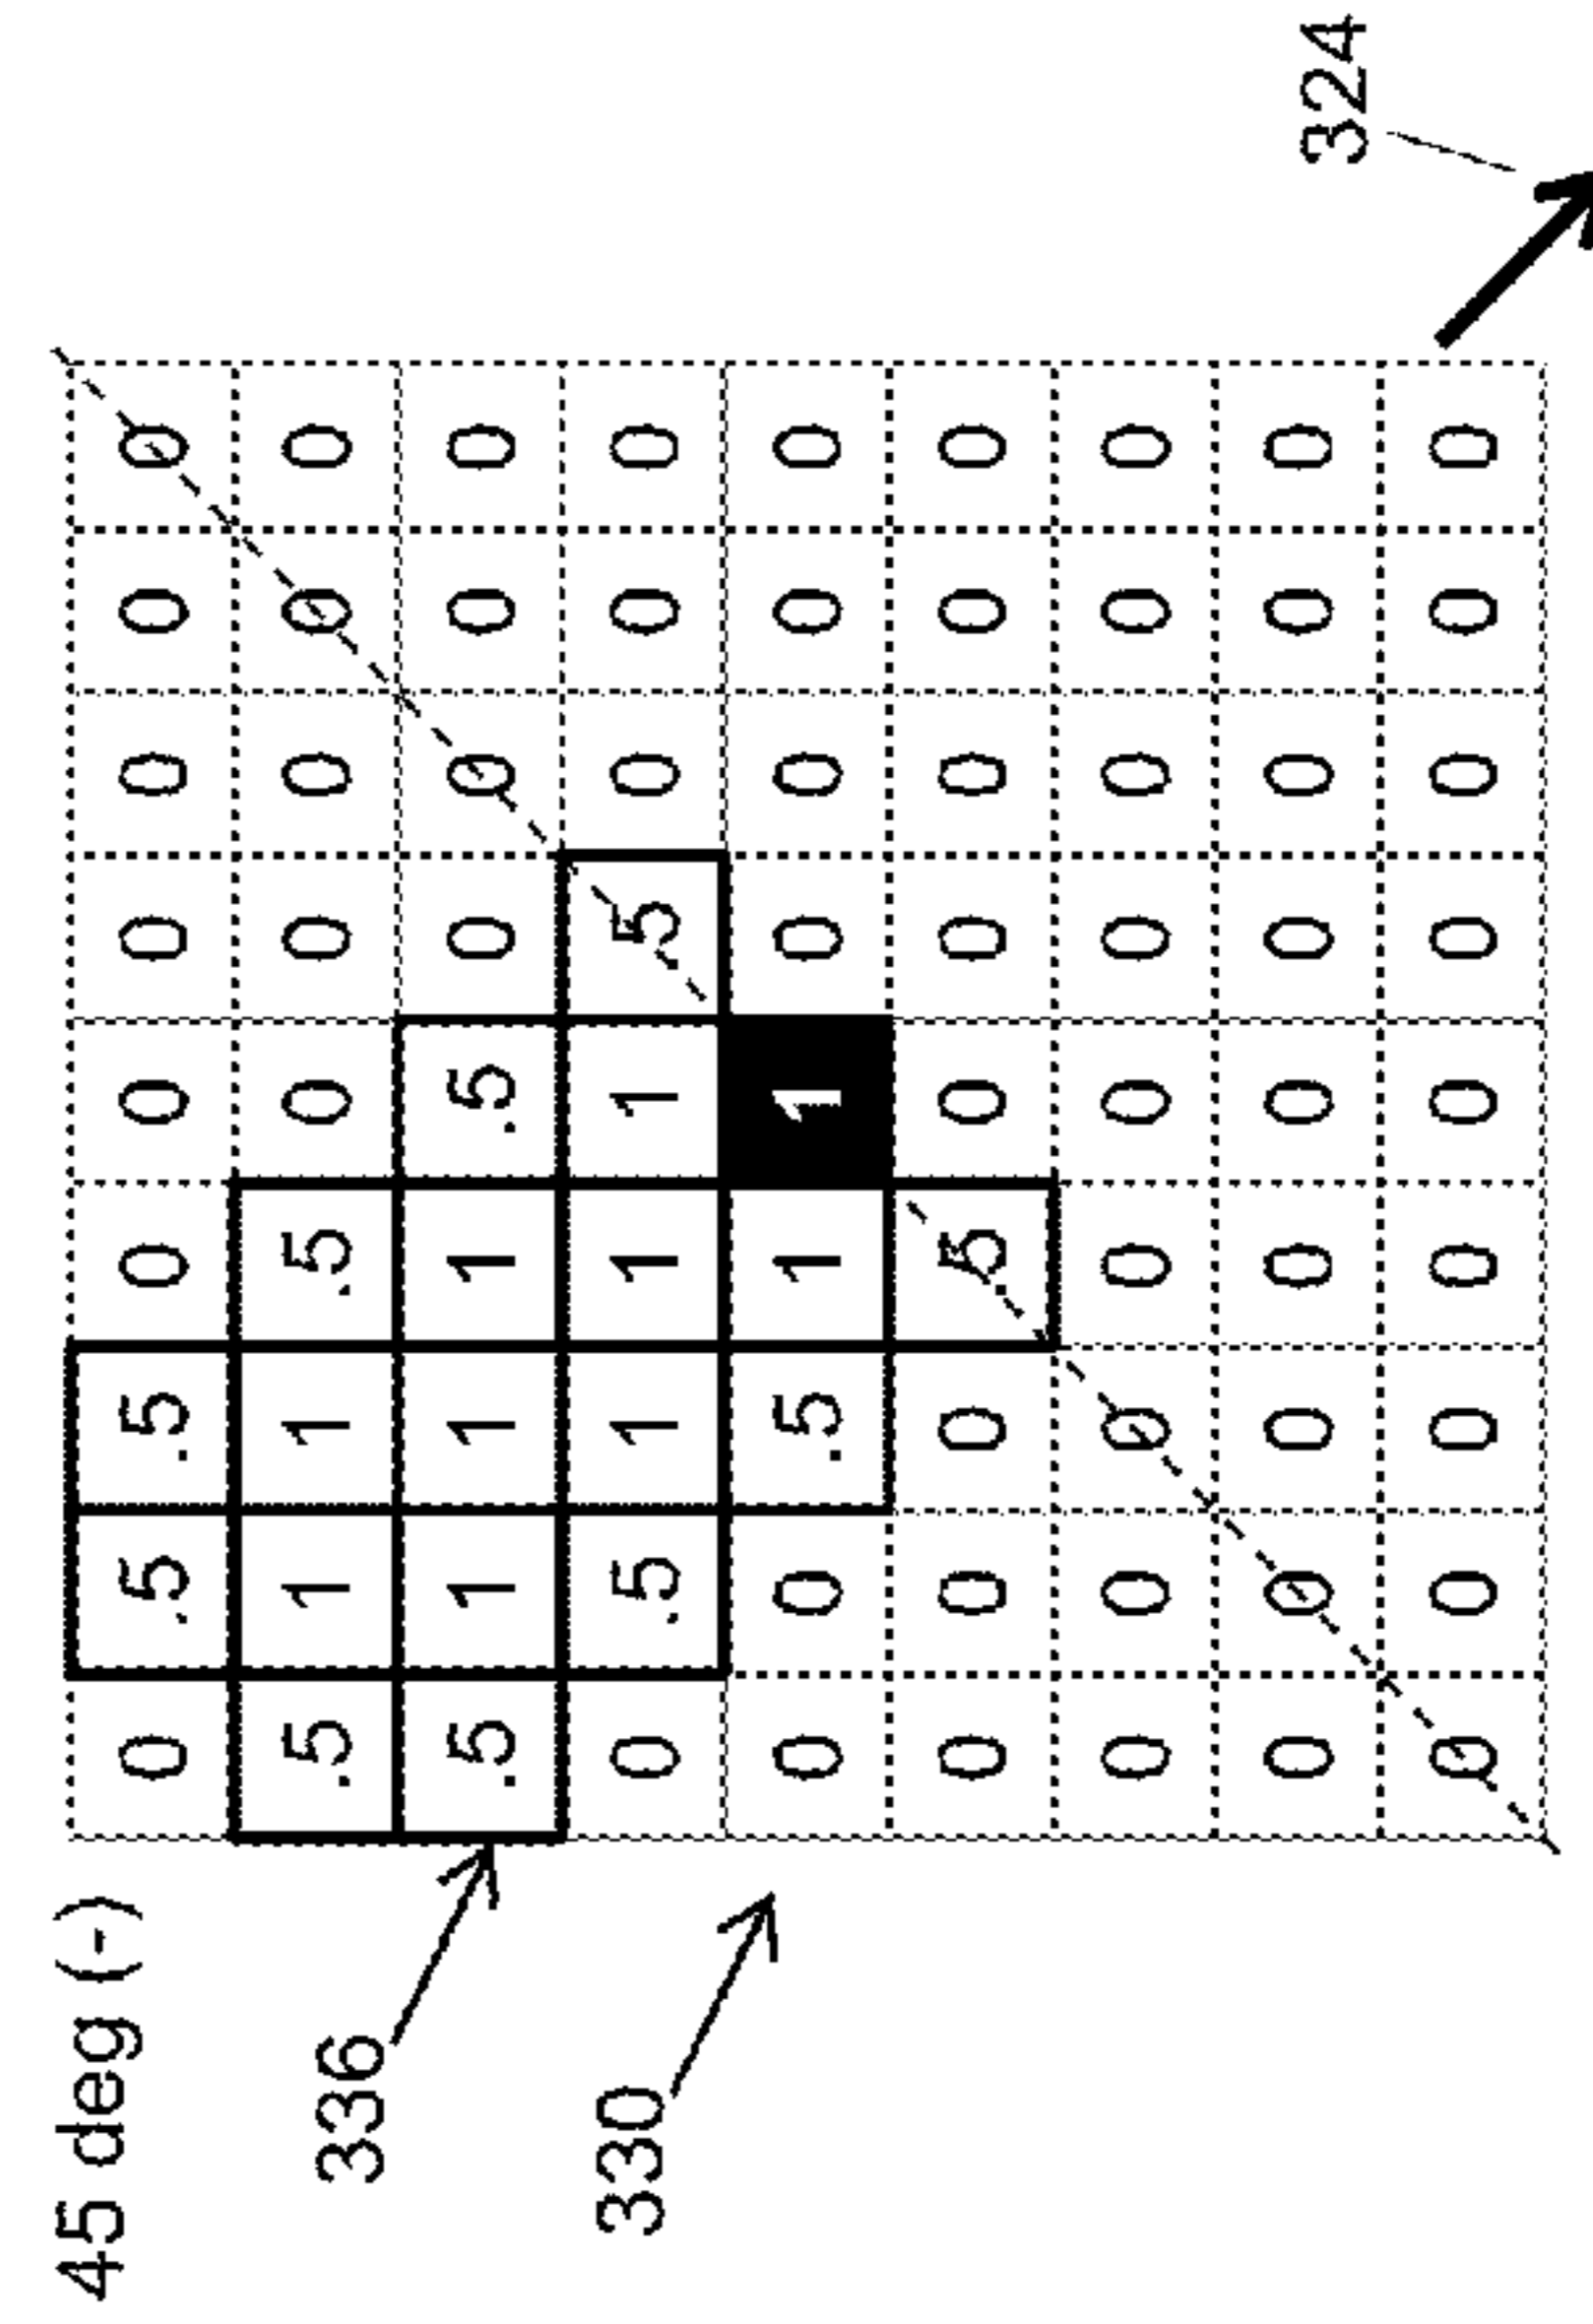 45 deg (-)
0 .5 .5 0 0 0 0 0 0
336
.5 1 1 .5 0 0 0 0 0
.5 1 1 1 .5 0 0 0 0
330
0 .5 1 1 1 .5 0 0 0
0 0 .5 1 1 0 0 0 0
0 0 0 .5 0 0 0 0 0
0 0 0 0 0 0 0 0 0
0 0 0 0 0 0 0 0 0
324
0 0 0 0 0 0 0 0 0